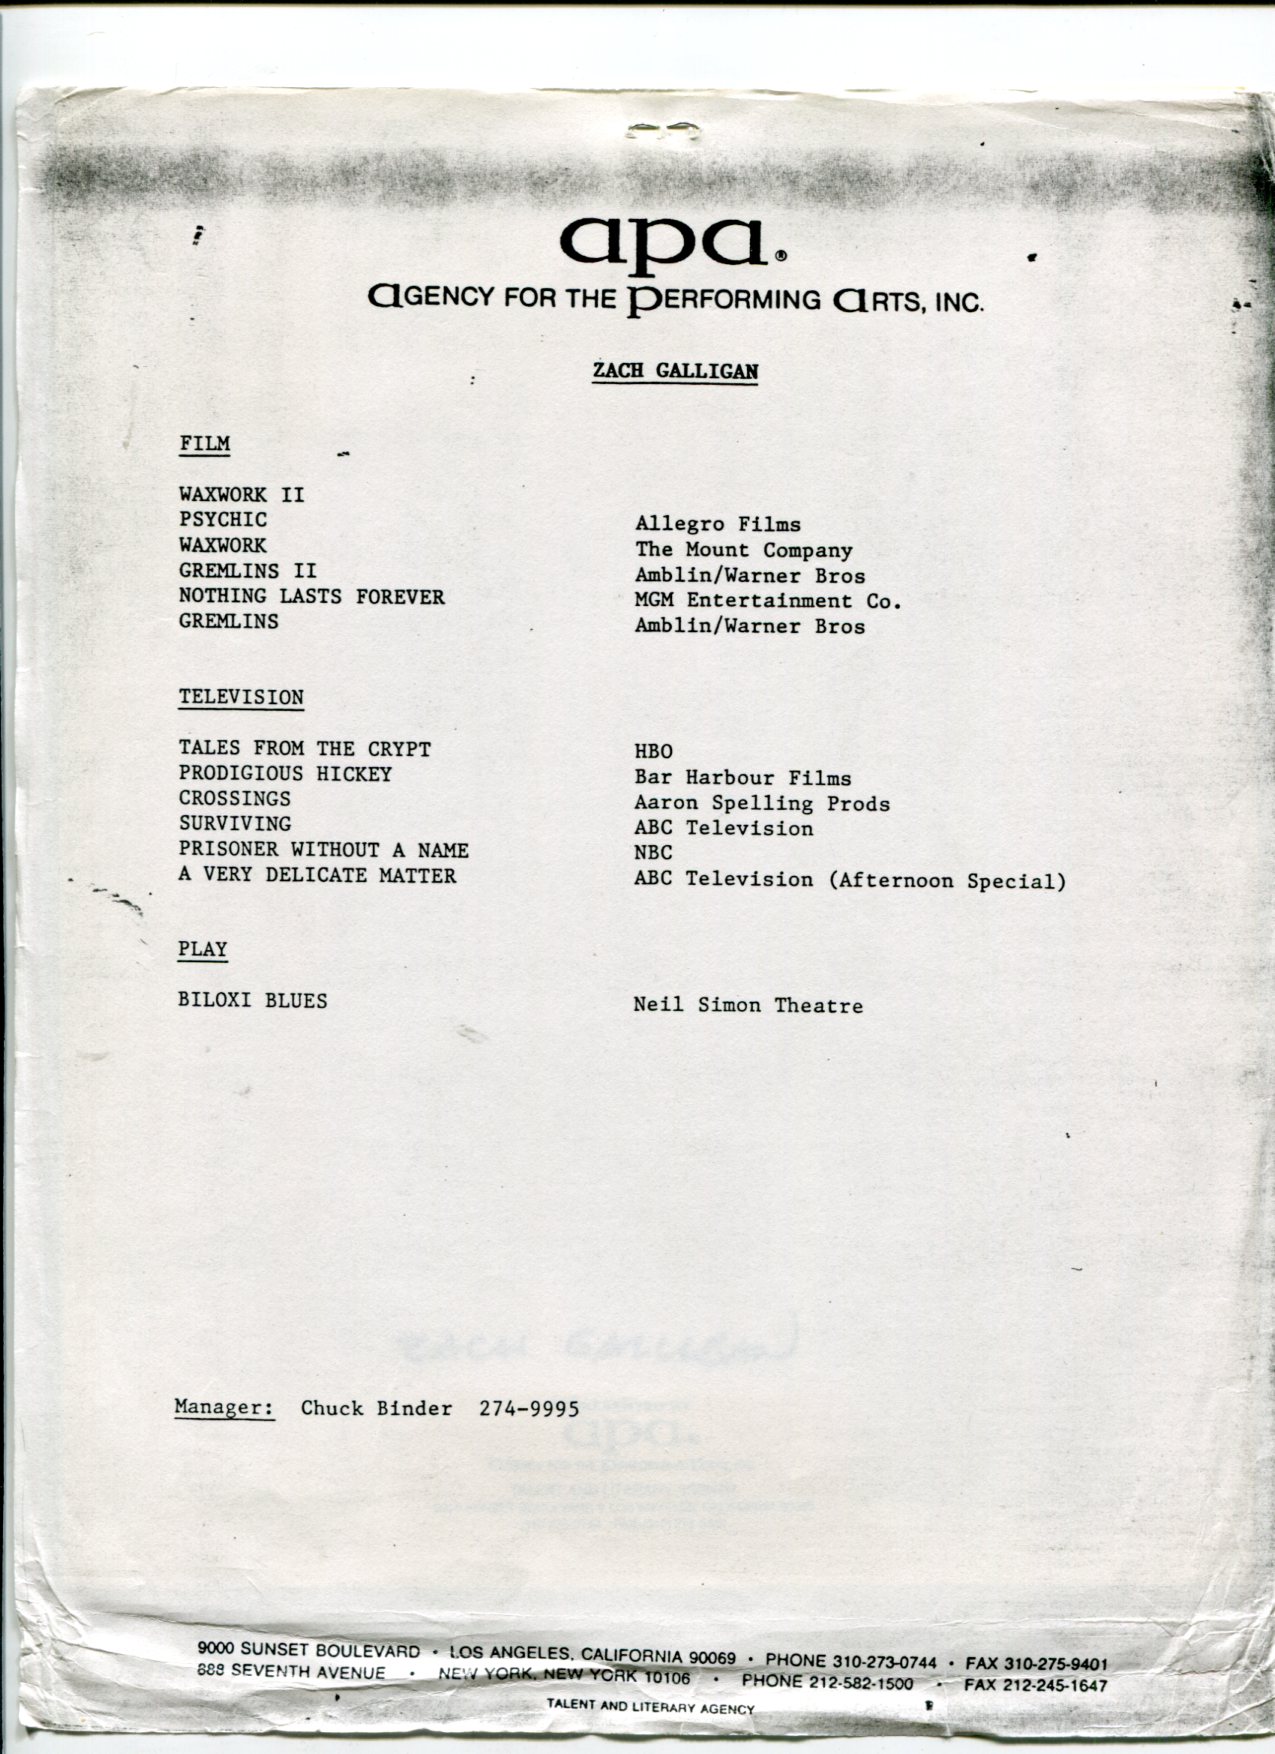 apa.®
aGENCY FOR THE PERFORMING aRTS, INC.
ZACH GALLIGAN
FILM
WAXWORK II
PSYCHIC Allegro Films
WAXWORK The Mount Company
GREMLINS II Amblin/Warner Bros
NOTHING LASTS FOREVER MGM Entertainment Co.
GREMLINS Amblin/Warner Bros
TELEVISION
TALES FROM THE CRYPT HBO
PRODIGIOUS HICKEY Bar Harbour Films
CROSSINGS Aaron Spelling Prods
SURVIVING ABC Television
PRISONER WITHOUT A NAME NBC
A VERY DELICATE MATTER ABC Television (Afternoon Special)
PLAY
BILOXI BLUES Neil Simon Theatre
ZACH GALLIGAN
Manager: Chuck Binder 274-9995
apa.
9000 SUNSET BOULEVARD • LOS ANGELES, CALIFORNIA 90069 • PHONE 310-273-0744 • FAX 310-275-9401
888 SEVENTH AVENUE • NEW YORK, NEW YORK 10106 • PHONE 212-582-1500 • FAX 212-245-1647
TALENT AND LITERARY AGENCY